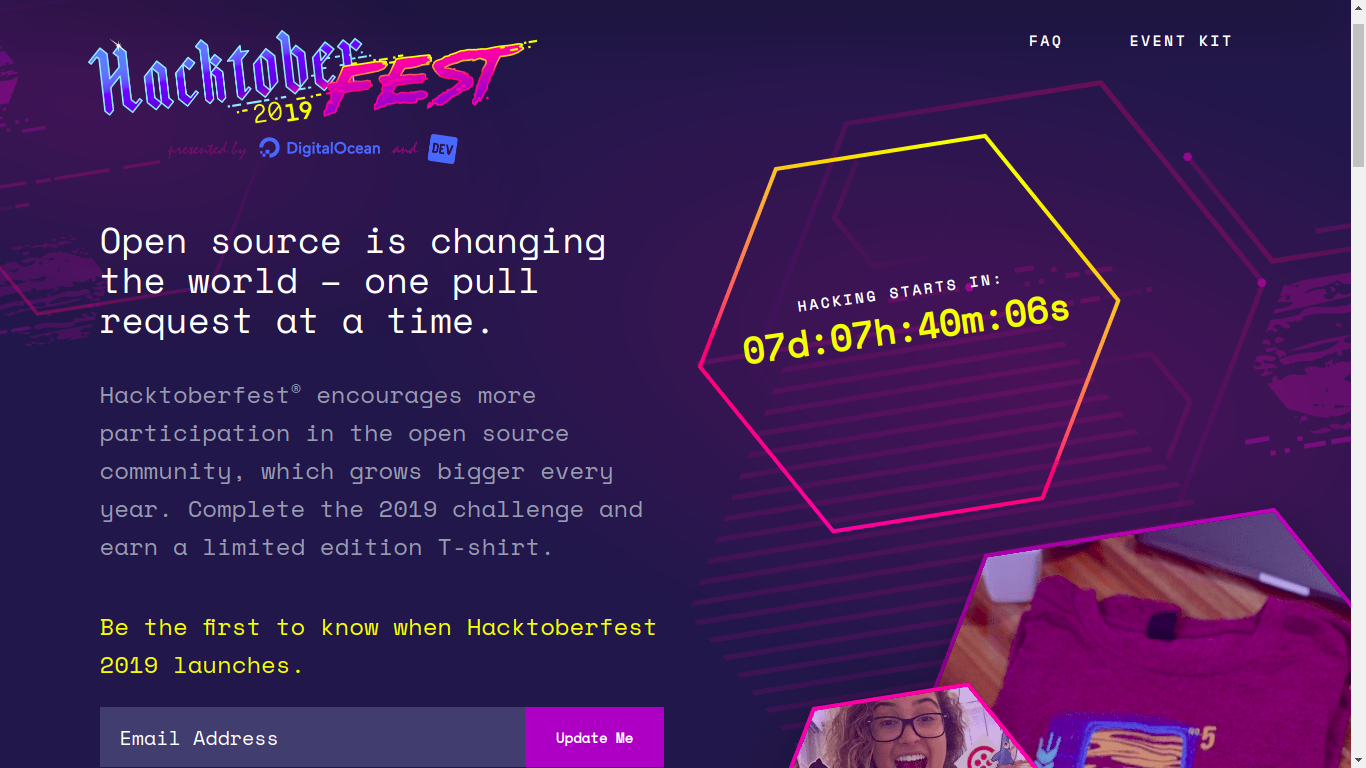 Hacktober FEST
2019
FAQ EVENT KIT
presented by DigitalOcean and DEV
Open source is changing
the world – one pull
request at a time.
HACKING STARTS IN:
07d:07h:40m:06s
Hacktoberfest® encourages more
participation in the open source
community, which grows bigger every
year. Complete the 2019 challenge and
earn a limited edition T-shirt.
Be the first to know when Hacktoberfest
2019 launches.
Email Address Update Me
NO.5